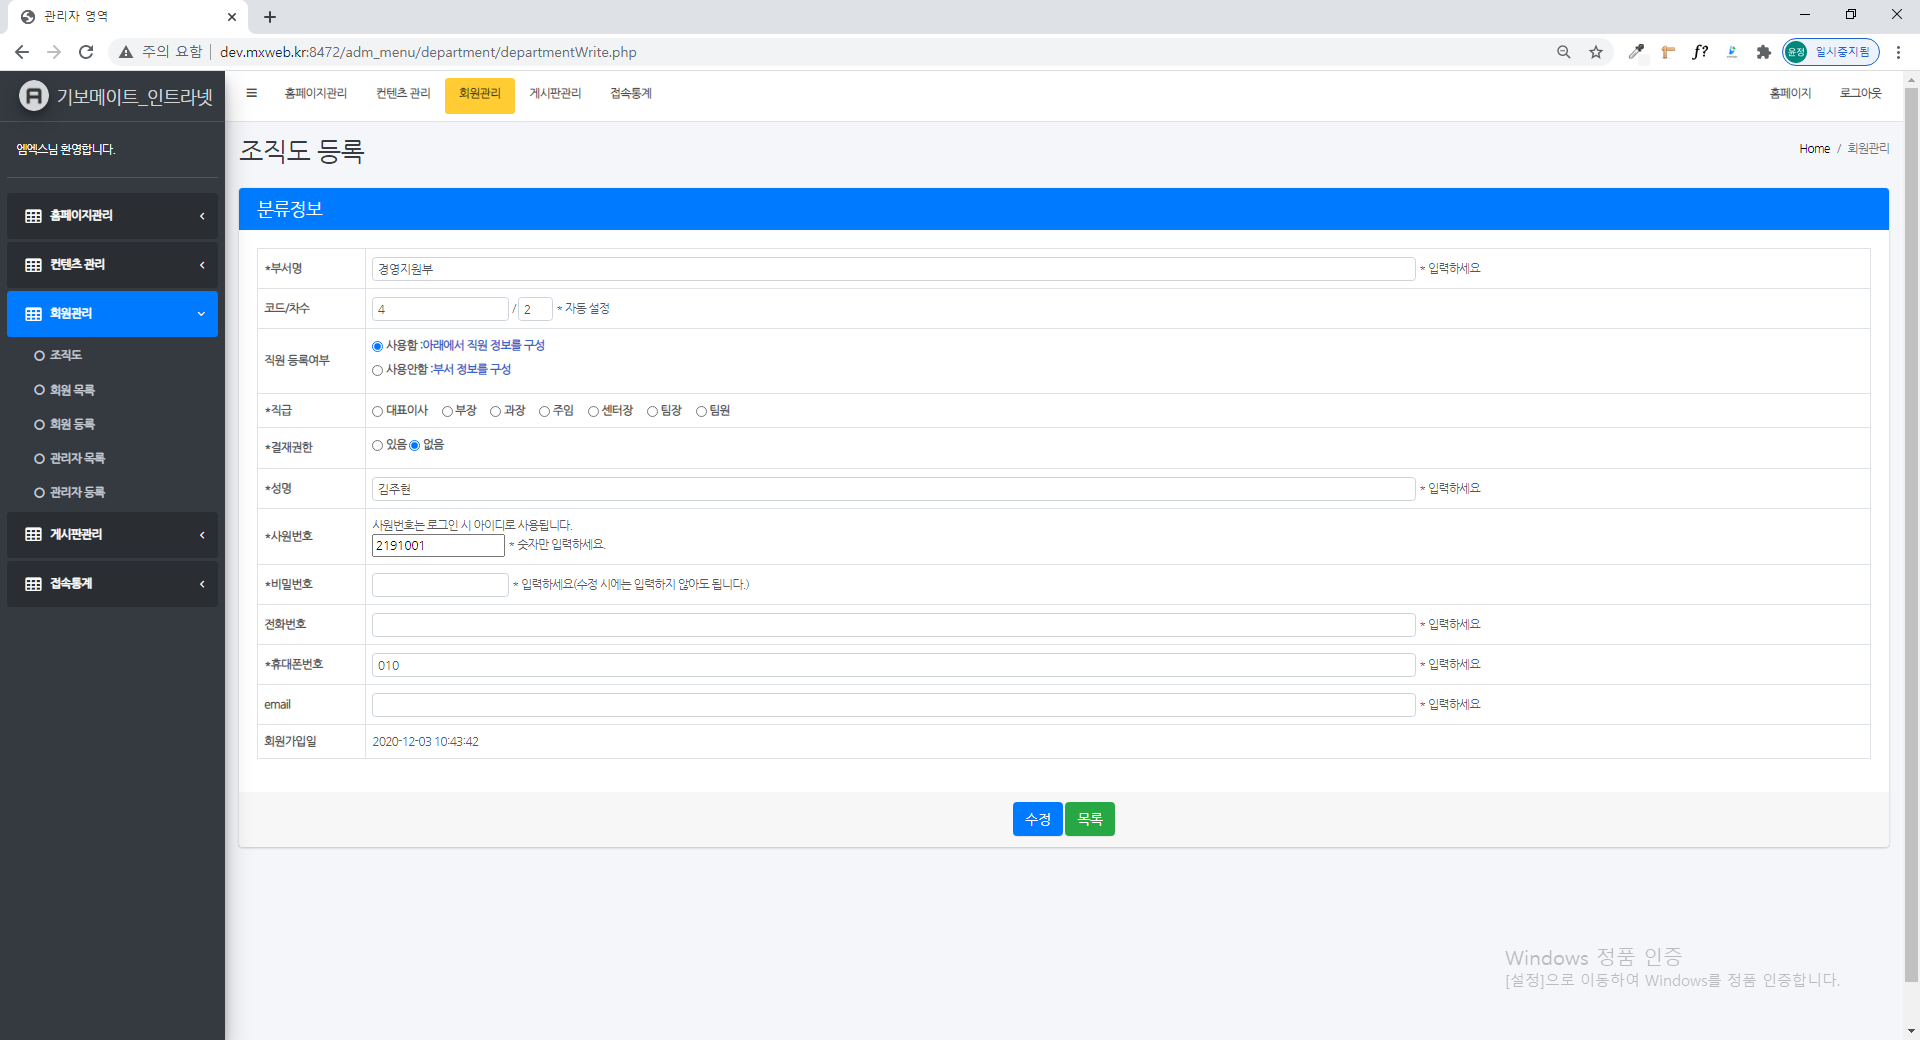 관리자 영역
주의 요함
dev.mxweb.kr:8472/adm_menu/department/departmentWrite.php
f?
윤정 일시중지됨
기보메이트_인트라넷
홈페이지관리 컨텐츠 관리 회원관리 게시판관리 접속통계
홈페이지 로그아웃
엠엑스님 환영합니다.
조직도 등록
Home / 회원관리
홈페이지관리
컨텐츠 관리
회원관리
조직도
회원 목록
회원 등록
관리자 목록
관리자 등록
게시판관리
접속통계
분류정보
*부서명 경영지원부 * 입력하세요
코드/차수 4 / 2 * 자동 설정
직원 등록여부
사용함 :아래에서 직원 정보를 구성
사용안함 :부서 정보를 구성
*직급 대표이사 부장 과장 주임 센터장 팀장 팀원
*결재권한 있음 없음
*성명 김주현 * 입력하세요
*사원번호
사원번호는 로그인 시 아이디로 사용됩니다.
2191001 * 숫자만 입력하세요.
*비밀번호 * 입력하세요(수정 시에는 입력하지 않아도 됩니다.)
전화번호 * 입력하세요
*휴대폰번호 010 * 입력하세요
email * 입력하세요
회원가입일 2020-12-03 10:43:42
수정 목록
Windows 정품 인증
[설정]으로 이동하여 Windows를 정품 인증합니다.